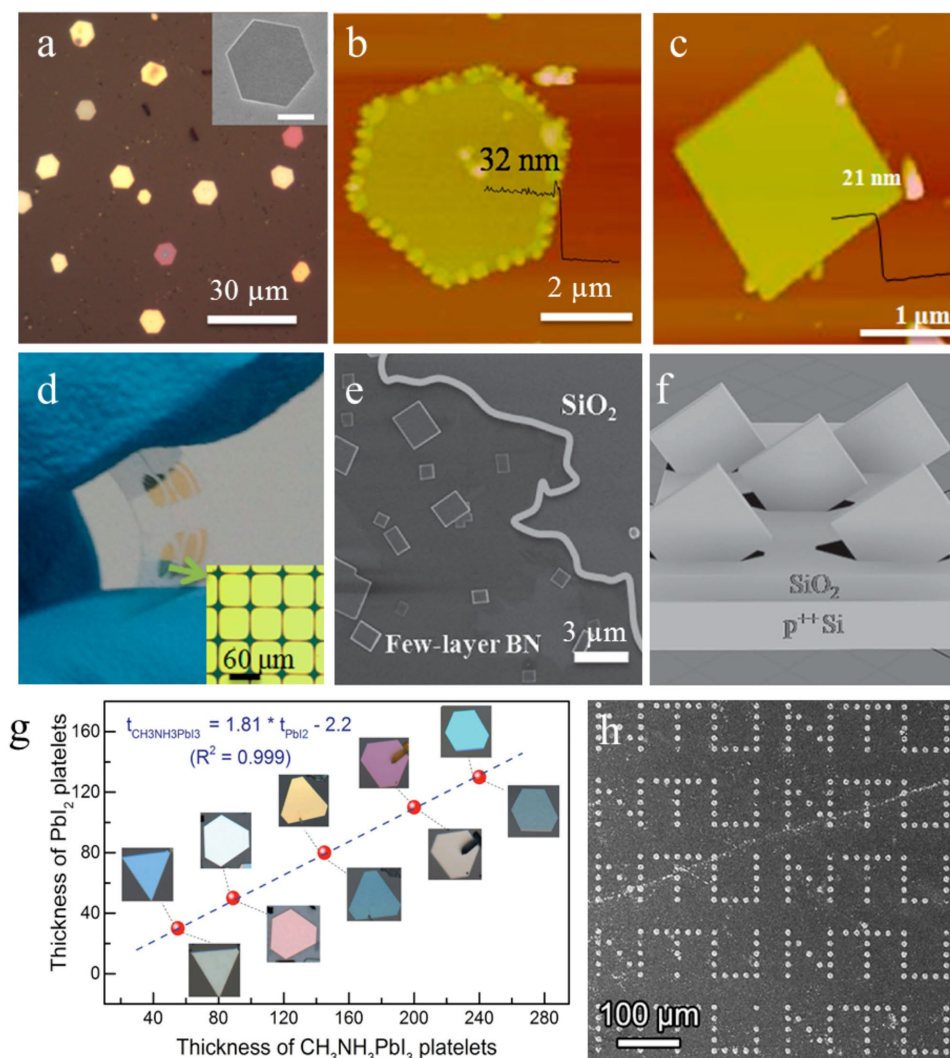 a
30 µm
b
32 nm
2 µm
c
21 nm
1 µm
d
60 µm
e
SiO₂
Few-layer BN
3 µm
f
SiO₂
p⁺⁺Si
g
t_CH3NH3PbI3 = 1.81 * t_PbI2 - 2.2
(R² = 0.999)
Thickness of PbI₂ platelets
160
120
80
40
0
40 80 120 160 200 240 280
Thickness of CH₃NH₃PbI₃ platelets
h
100 µm